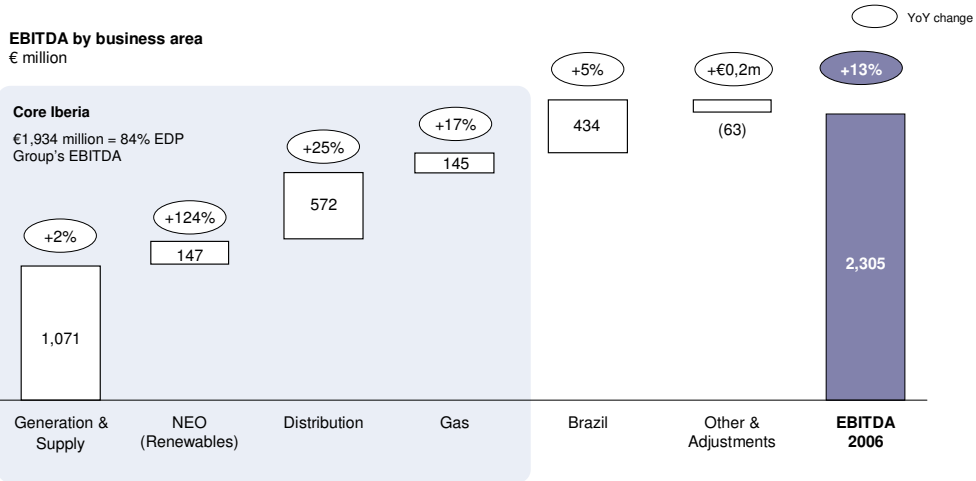 YoY change
EBITDA by business area
€ million
Core Iberia
€1,934 million = 84% EDP
Group's EBITDA
+2%
+124%
+25%
+17%
+5%
+€0,2m
+13%
1,071
147
572
145
434
(63)
2,305
Generation &
Supply
NEO
(Renewables)
Distribution
Gas
Brazil
Other &
Adjustments
EBITDA
2006